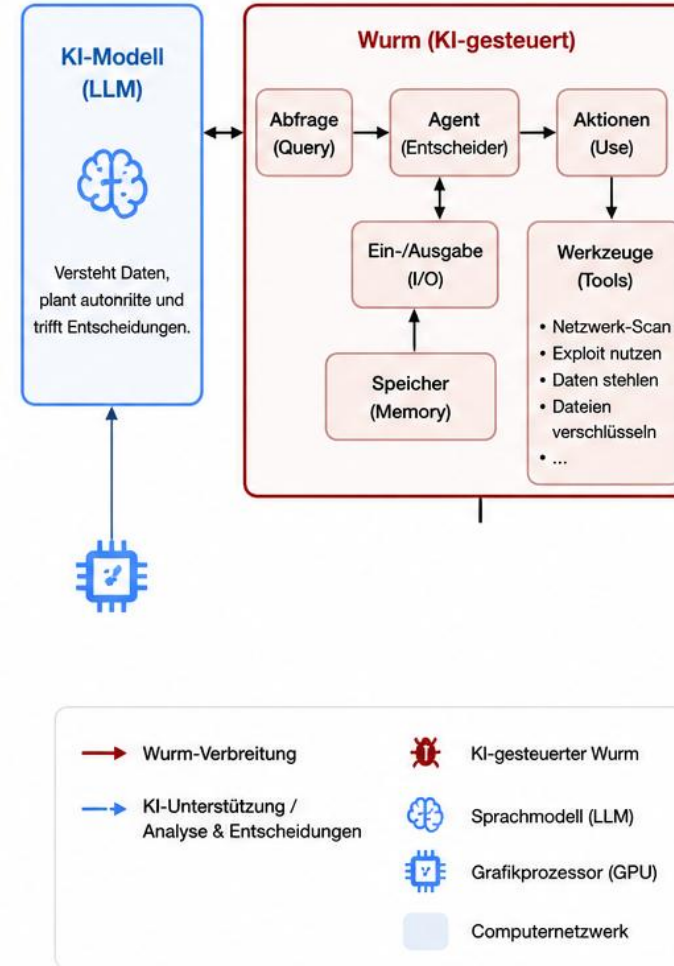 KI-Modell
(LLM)
Versteht Daten,
plant autonrilte und
trifft Entscheidungen.
Wurm (KI-gesteuert)
Abfrage
(Query)
Agent
(Entscheider)
Aktionen
(Use)
Ein-/Ausgabe
(I/O)
Speicher
(Memory)
Werkzeuge
(Tools)
• Netzwerk-Scan
• Exploit nutzen
• Daten stehlen
• Dateien
verschlüsseln
• ...
Wurm-Verbreitung
KI-Unterstützung /
Analyse & Entscheidungen
KI-gesteuerter Wurm
Sprachmodell (LLM)
Grafikprozessor (GPU)
Computernetzwerk